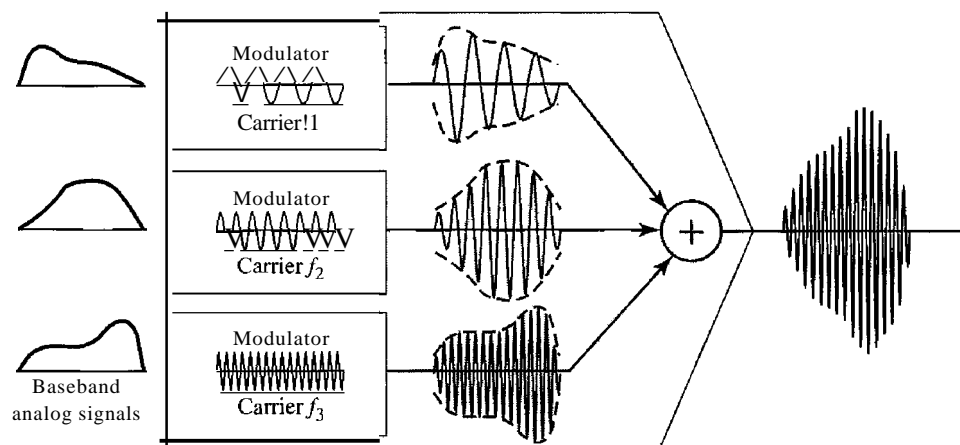 Modulator
Carrier!1
Modulator
Carrier f2
Modulator
Carrier f3
Baseband
analog signals
+